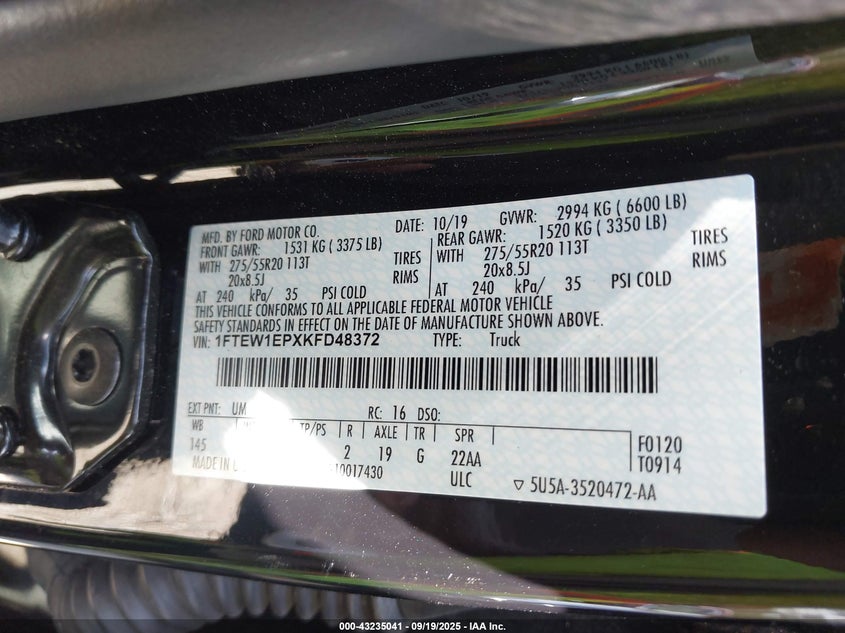 MFD. BY FORD MOTOR CO. DATE: 10/19 GVWR: 2994 KG ( 6600 LB)
FRONT GAWR: 1531 KG ( 3375 LB) REAR GAWR: 1520 KG ( 3350 LB)
WITH 275/55R20 113T TIRES WITH 275/55R20 113T TIRES
20x8.5J RIMS 20x8.5J RIMS
AT 240 kPa/ 35 PSI COLD AT 240 kPa/ 35 PSI COLD
THIS VEHICLE CONFORMS TO ALL APPLICABLE FEDERAL MOTOR VEHICLE
SAFETY STANDARDS IN EFFECT ON THE DATE OF MANUFACTURE SHOWN ABOVE.
VIN: 1FTEW1EPXKFD48372 TYPE: Truck
EXT PNT: UM RC: 16 DSO:
WB TP/PS R AXLE TR SPR F0120
145 2 19 G 22AA T0914
MADE IN 10017430 ULC ▽ 5U5A-3520472-AA
000-43235041 - 09/19/2025 - IAA Inc.